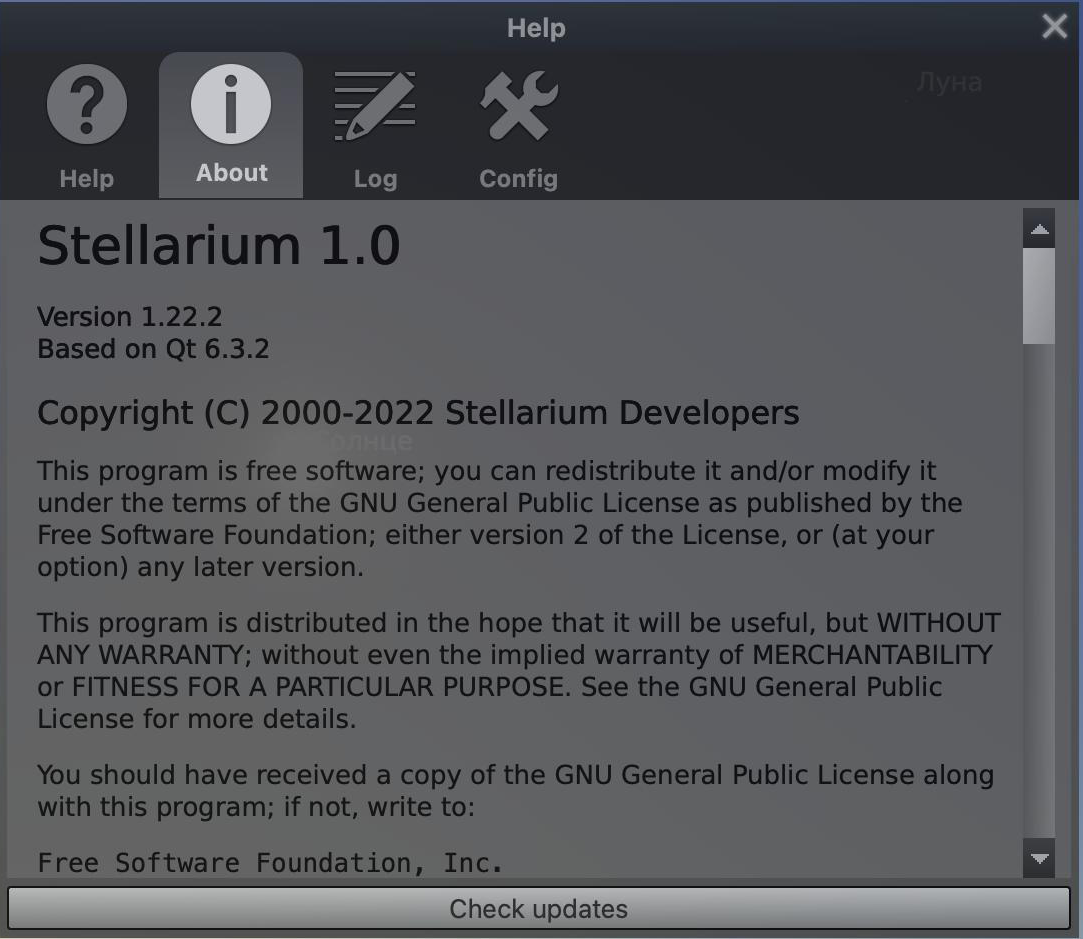 Help
Луна
Help
About
Log
Config
Stellarium 1.0
Version 1.22.2
Based on Qt 6.3.2
Copyright (C) 2000-2022 Stellarium Developers
Солнце
This program is free software; you can redistribute it and/or modify it
under the terms of the GNU General Public License as published by the
Free Software Foundation; either version 2 of the License, or (at your
option) any later version.
This program is distributed in the hope that it will be useful, but WITHOUT
ANY WARRANTY; without even the implied warranty of MERCHANTABILITY
or FITNESS FOR A PARTICULAR PURPOSE. See the GNU General Public
License for more details.
You should have received a copy of the GNU General Public License along
with this program; if not, write to:
Free Software Foundation, Inc.
Check updates